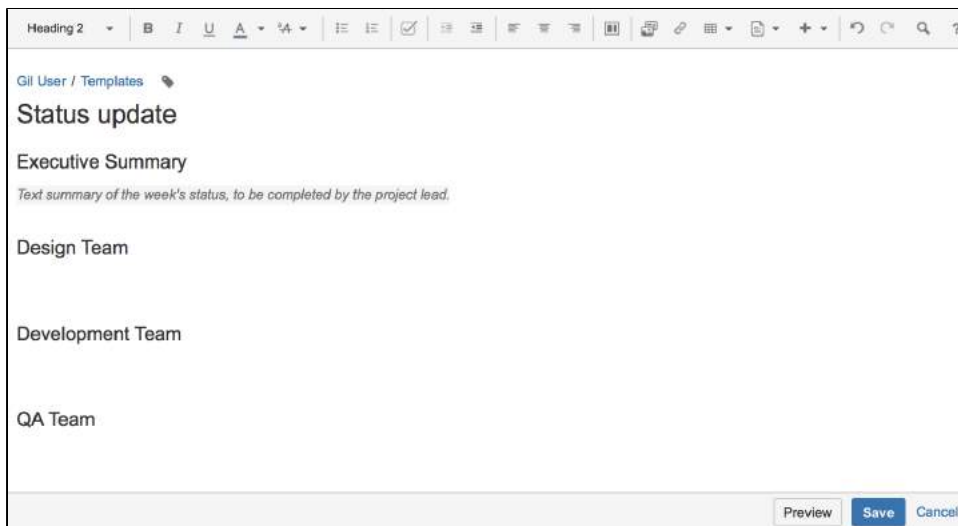 Heading 2 B I U A
Gil User / Templates
Status update
Executive Summary
Text summary of the week's status, to be completed by the project lead.
Design Team
Development Team
QA Team
Preview Save Cancel